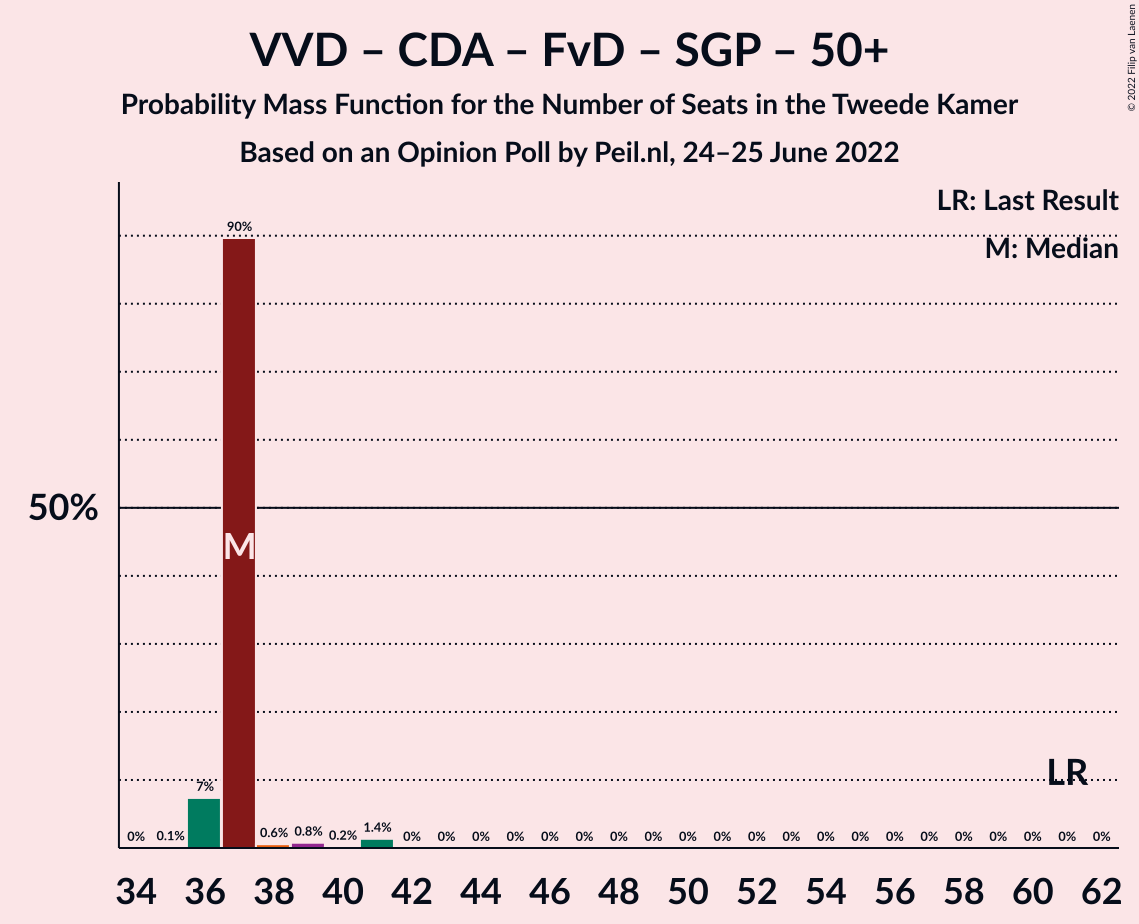 VVD – CDA – FvD – SGP – 50+
Probability Mass Function for the Number of Seats in the Tweede Kamer
Based on an Opinion Poll by Peil.nl, 24–25 June 2022
© 2022 Filip van Laenen
LR: Last Result
M: Median
90%
50%
M
LR
7%
0% 0.1% 0.6% 0.8% 0.2% 1.4% 0% 0% 0% 0% 0% 0% 0% 0% 0% 0% 0% 0% 0% 0% 0% 0% 0% 0% 0% 0% 0%
34 36 38 40 42 44 46 48 50 52 54 56 58 60 62